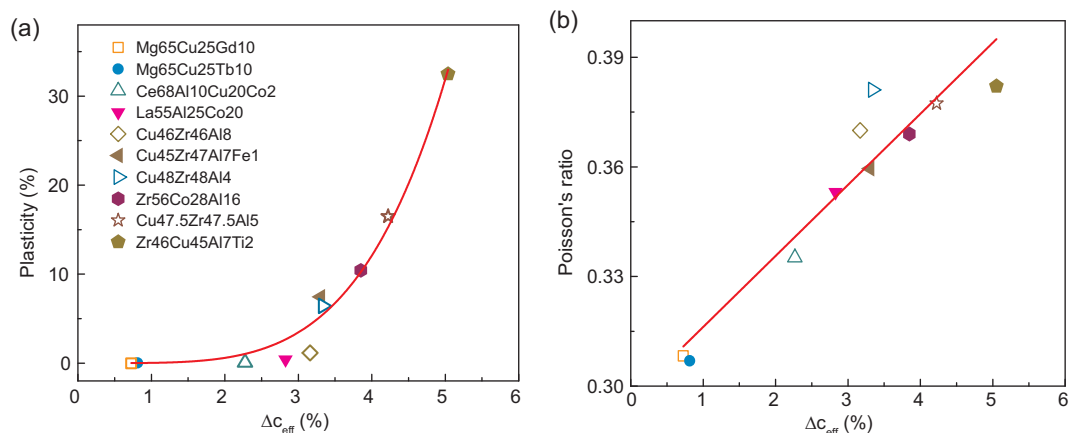 (a)
Plasticity (%)
30
20
10
0
Mg65Cu25Gd10
Mg65Cu25Tb10
Ce68Al10Cu20Co2
La55Al25Co20
Cu46Zr46Al8
Cu45Zr47Al7Fe1
Cu48Zr48Al4
Zr56Co28Al16
Cu47.5Zr47.5Al5
Zr46Cu45Al7Ti2
0 1 2 3 4 5 6
Δc_eff (%)
(b)
Poisson's ratio
0.39
0.36
0.33
0.30
0 1 2 3 4 5 6
Δc_eff (%)